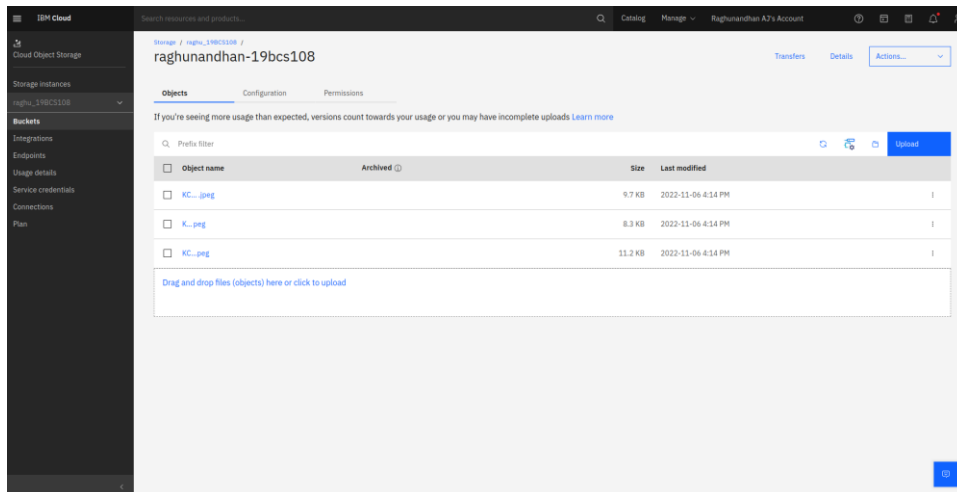 IBM Cloud
Search resources and products...
Catalog
Manage
Raghunandhan AJ's Account
Cloud Object Storage
Storage instances
raghu_19BCS108
Buckets
Integrations
Endpoints
Usage details
Service credentials
Connections
Plan
Storage / raghu_19BCS108 /
raghunandhan-19bcs108
Transfers
Details
Actions...
Objects
Configuration
Permissions
If you're seeing more usage than expected, versions count towards your usage or you may have incomplete uploads Learn more
Prefix filter
Upload
Object name Archived Size Last modified
KC... .jpeg 9.7 KB 2022-11-06 4:14 PM
K...peg 8.3 KB 2022-11-06 4:14 PM
KC...peg 11.2 KB 2022-11-06 4:14 PM
Drag and drop files (objects) here or click to upload